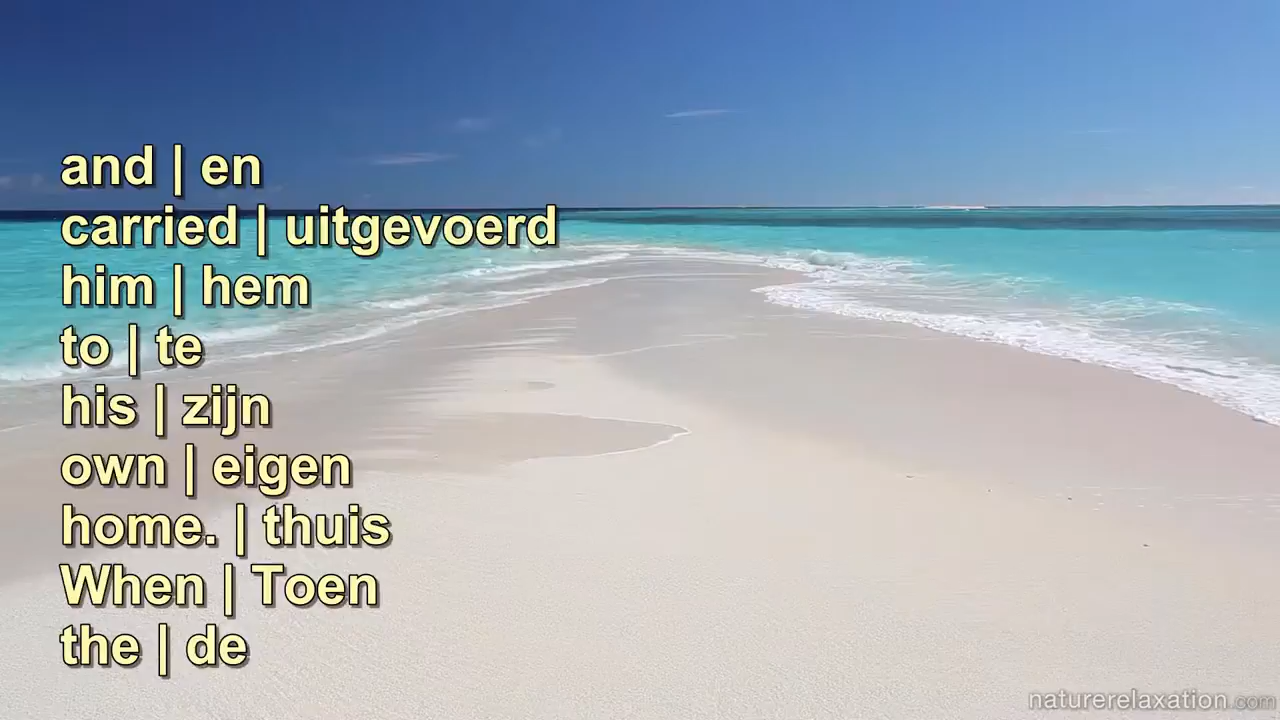 and | en
carried | uitgevoerd
him | hem
to | te
his | zijn
own | eigen
home. | thuis
When | Toen
the | de
naturerelaxation.com